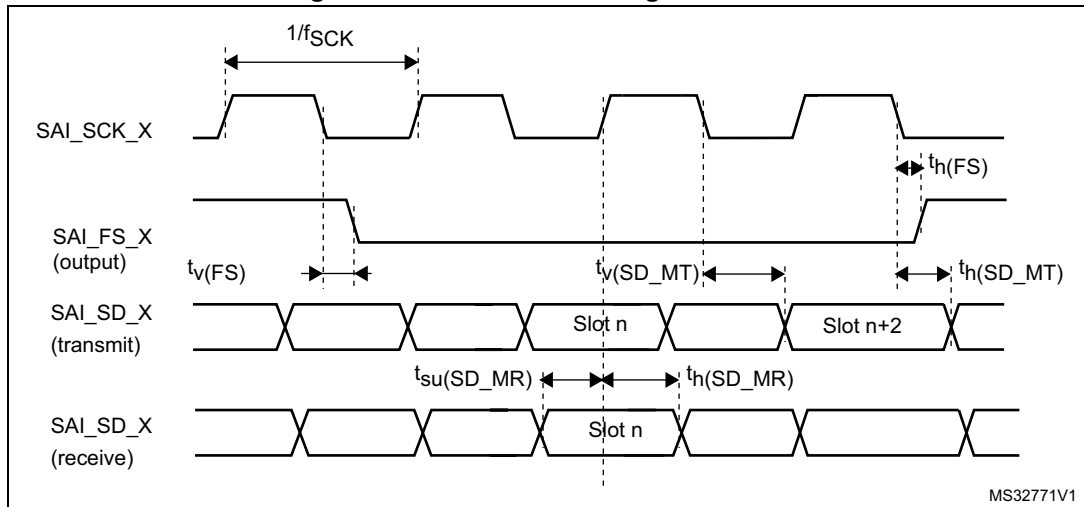 1/fSCK
SAI_SCK_X
th(FS)
SAI_FS_X
(output)
tv(FS)
tv(SD_MT)
th(SD_MT)
SAI_SD_X
(transmit)
Slot n
Slot n+2
tsu(SD_MR)
th(SD_MR)
SAI_SD_X
(receive)
Slot n
MS32771V1